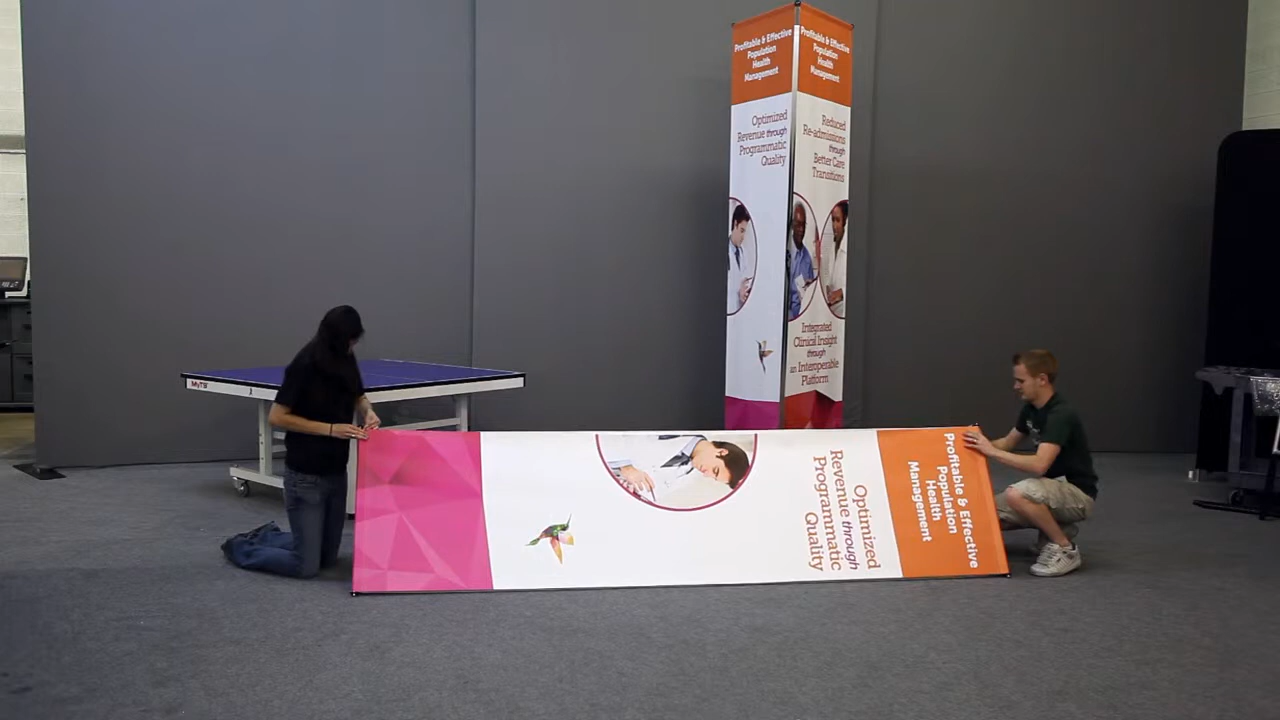 Profitable & Effective
Population
Health
Management
Optimized
Revenue through
Programmatic
Quality
Profitable & Effective
Population
Health
Management
Reduced
Re-admissions
through
Better Care
Transitions
Integrated
Clinical Insight
through
an Interoperable
Platform
Profitable & Effective
Population
Health
Management
Optimized
Revenue through
Programmatic
Quality